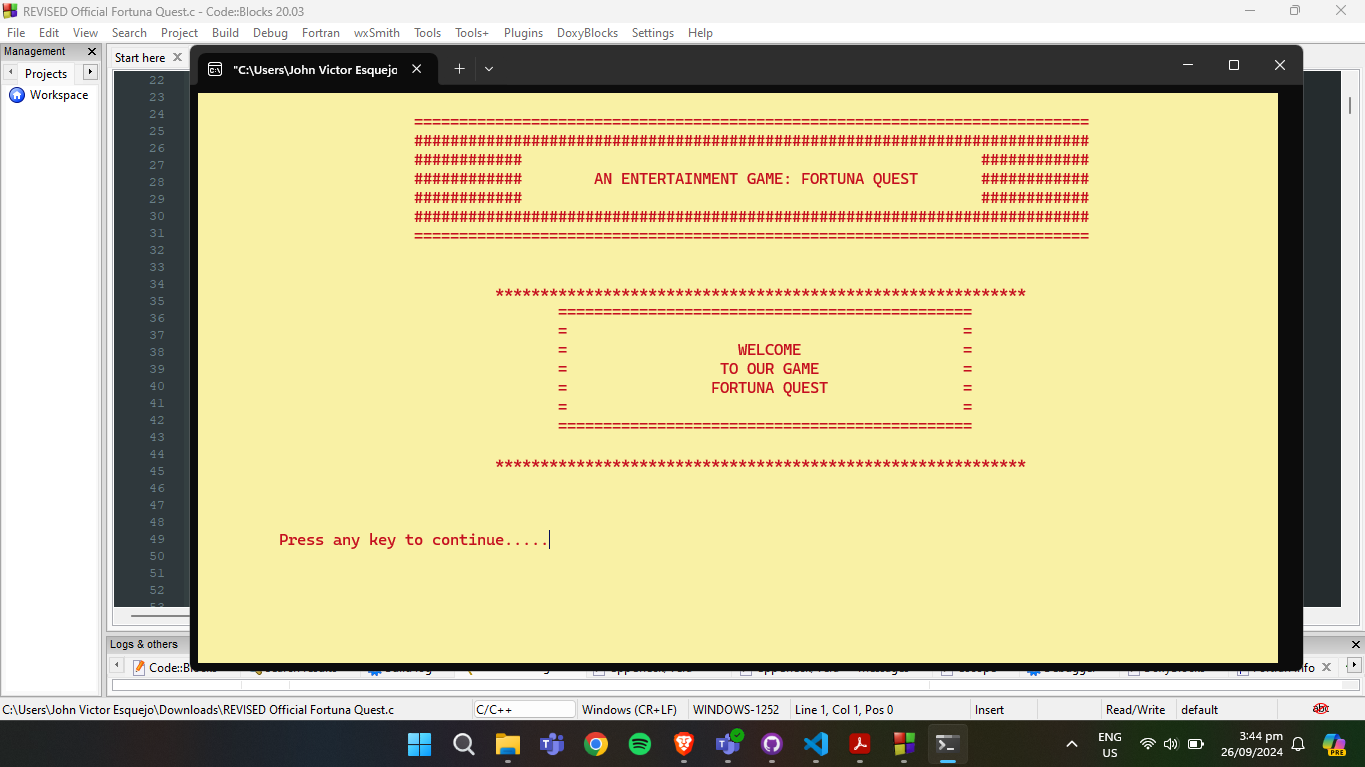 REVISED Official Fortuna Quest.c - Code::Blocks 20.03
File Edit View Search Project Build Debug Fortran wxSmith Tools Tools+ Plugins DoxyBlocks Settings Help
Management
Projects
Workspace
Start here
"C:\Users\John Victor Esquejo
22
23
24
25
26
27
28
29
30
31
32
33
34
35
36
37
38
39
40
41
42
43
44
45
46
47
48
49
50
51
52
53
===========================================================================
###########################################################################
############ ############
############ AN ENTERTAINMENT GAME: FORTUNA QUEST ############
############ ############
###########################################################################
===========================================================================
***********************************************************
==============================================
= =
= WELCOME =
= TO OUR GAME =
= FORTUNA QUEST =
= =
==============================================
***********************************************************
Press any key to continue.....
Logs & others
C:\Users\John Victor Esquejo\Downloads\REVISED Official Fortuna Quest.c C/C++ Windows (CR+LF) WINDOWS-1252 Line 1, Col 1, Pos 0 Insert Read/Write default
ENG
US
3:44 pm
26/09/2024
PRE